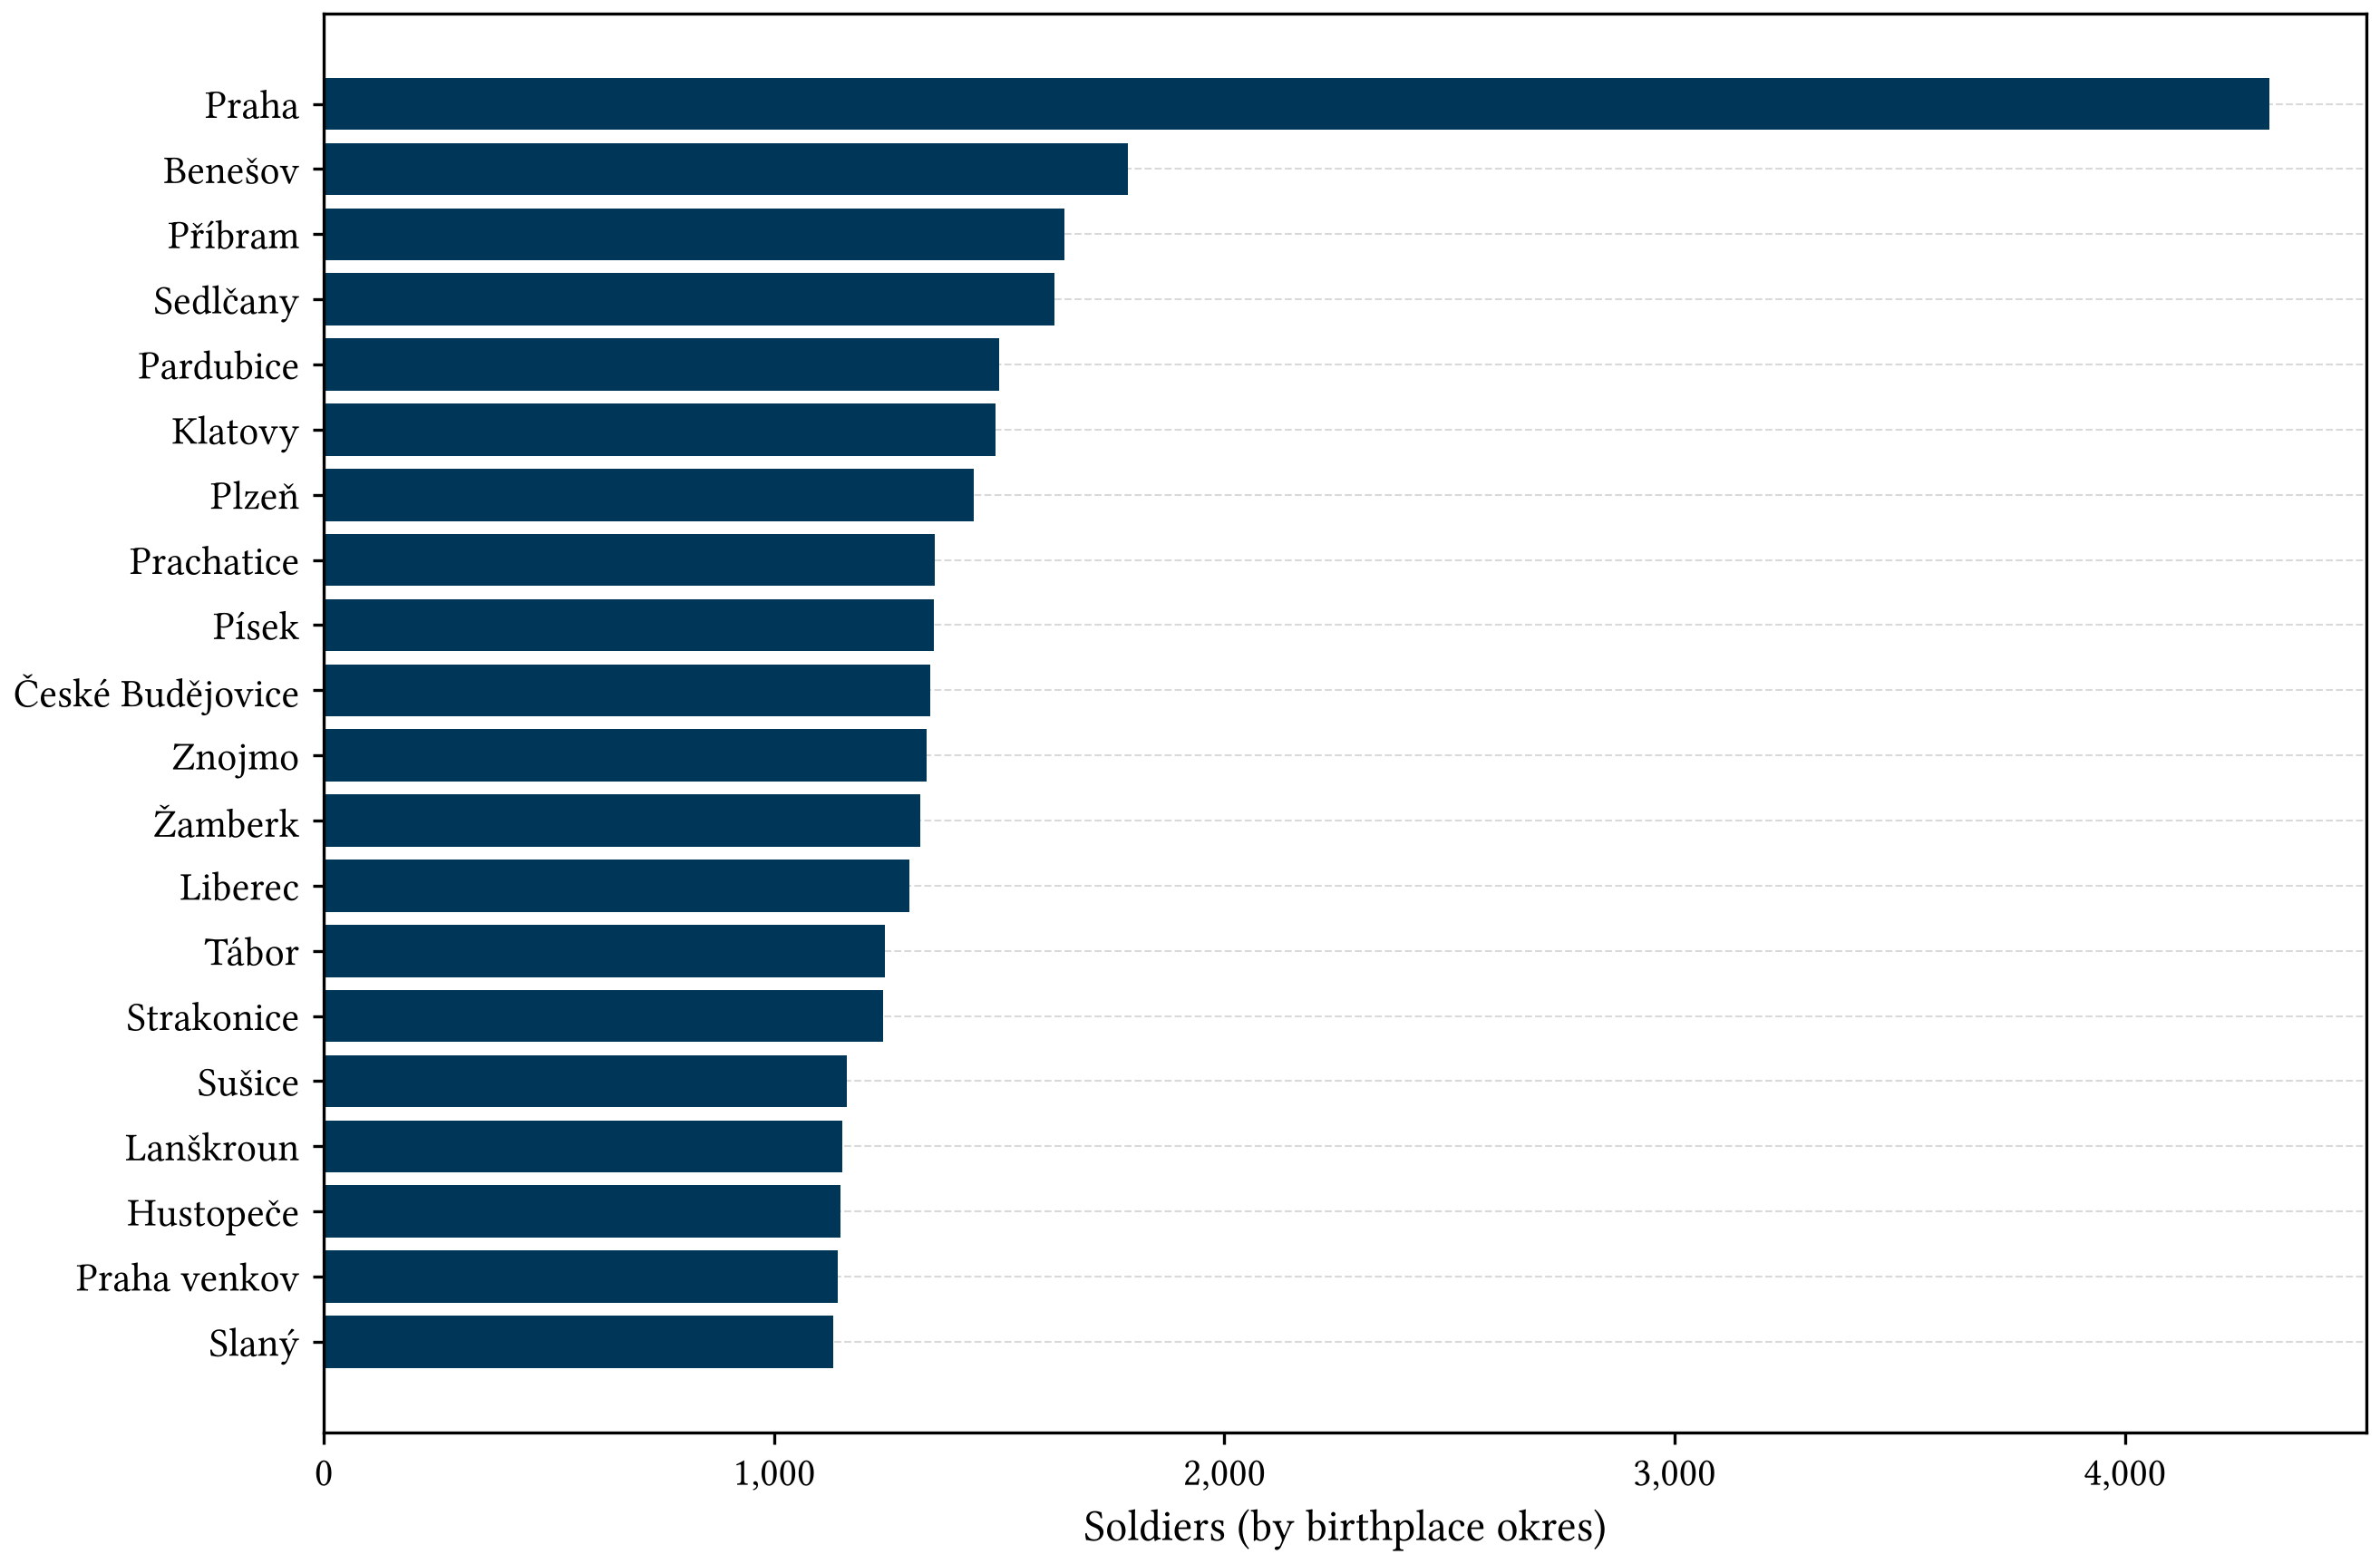 Praha
Benešov
Příbram
Sedlčany
Pardubice
Klatovy
Plzeň
Prachatice
Písek
České Budějovice
Znojmo
Žamberk
Liberec
Tábor
Strakonice
Sušice
Lanškroun
Hustopeče
Praha venkov
Slaný
0 1,000 2,000 3,000 4,000
Soldiers (by birthplace okres)